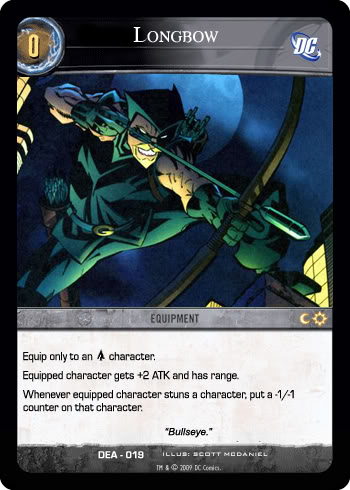 0
LONGBOW
DC
EQUIPMENT
Equip only to an character.
Equipped character gets +2 ATK and has range.
Whenever equipped character stuns a character, put a -1/-1
counter on that character.
"Bullseye."
DEA - 019 ILLUS: SCOTT MCDANIEL
TM & © 2009 DC Comics.